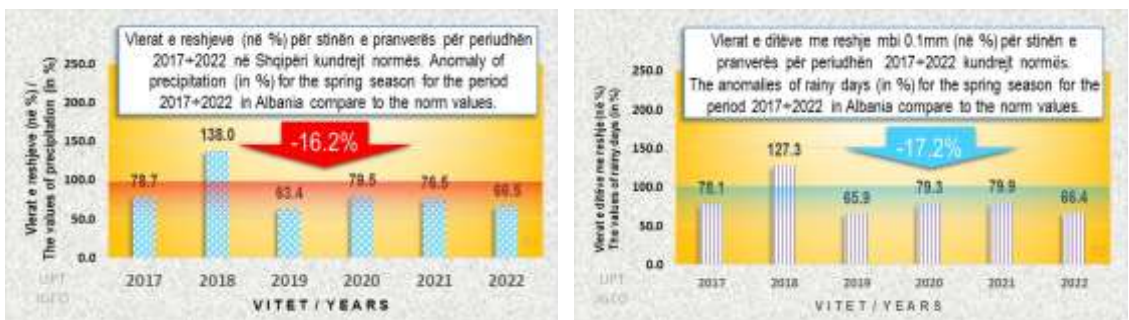 Vlerat e reshjeve (në %) për stinën e pranverës për periudhën
2017÷2022 në Shqipëri kundrejt normës. Anomaly of
precipitation (in %) for the spring season for the period
2017÷2022 in Albania compare to the norm values.
Vlerat e reshjeve (në %) /
The values of precipitation (in %)
250.0
200.0
150.0
100.0
50.0
0.0
-16.2%
78.7
138.0
63.4
79.5
76.5
66.5
2017
2018
2019
2020
2021
2022
UPT
IGEO
VITET / YEARS
Vlerat e ditëve me reshje mbi 0.1mm (në %) për stinën e
pranverës për periudhën 2017÷2022 kundrejt normës.
The anomalies of rainy days (in %) for the spring season for the
period 2017÷2022 in Albania compare to the norm values.
Vlerat e ditëve me reshje (në %) /
The values of rainy days (in %)
250.0
200.0
150.0
100.0
50.0
0.0
-17.2%
78.1
127.3
65.9
79.3
79.9
66.4
2017
2018
2019
2020
2021
2022
UPT
IGEO
VITET / YEARS